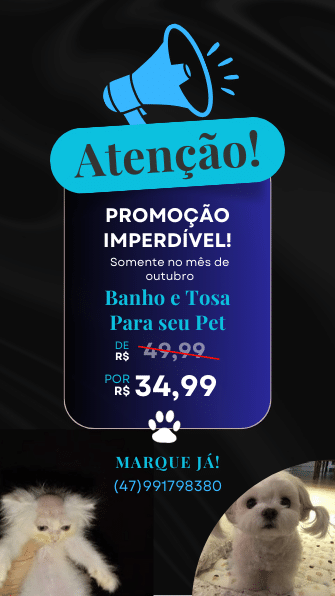 Atenção!
PROMOÇÃO
IMPERDÍVEL!
Somente no mês de
outubro
Banho e Tosa
Para seu Pet
DE
R$ 49,99
POR
R$ 34,99
MARQUE JÁ!
(47)991798380